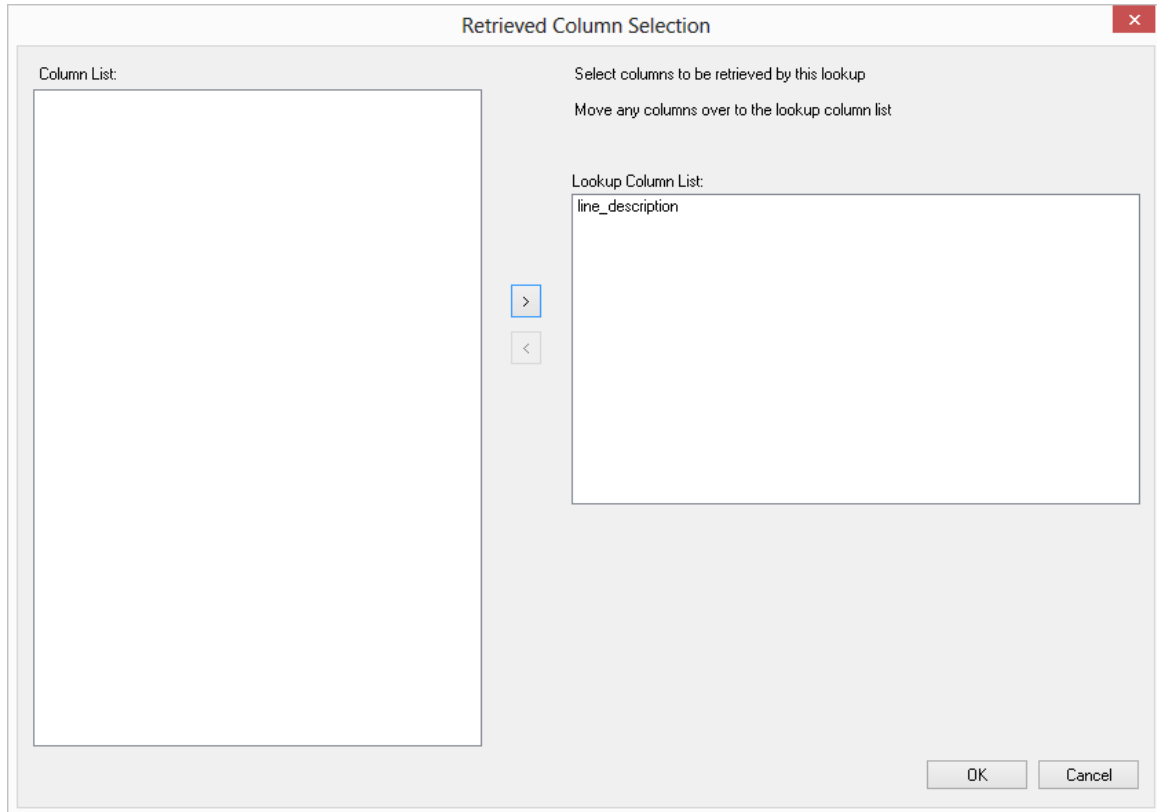 Retrieved Column Selection
Column List:
Select columns to be retrieved by this lookup
Move any columns over to the lookup column list
Lookup Column List:
line_description
>
<
OK
Cancel